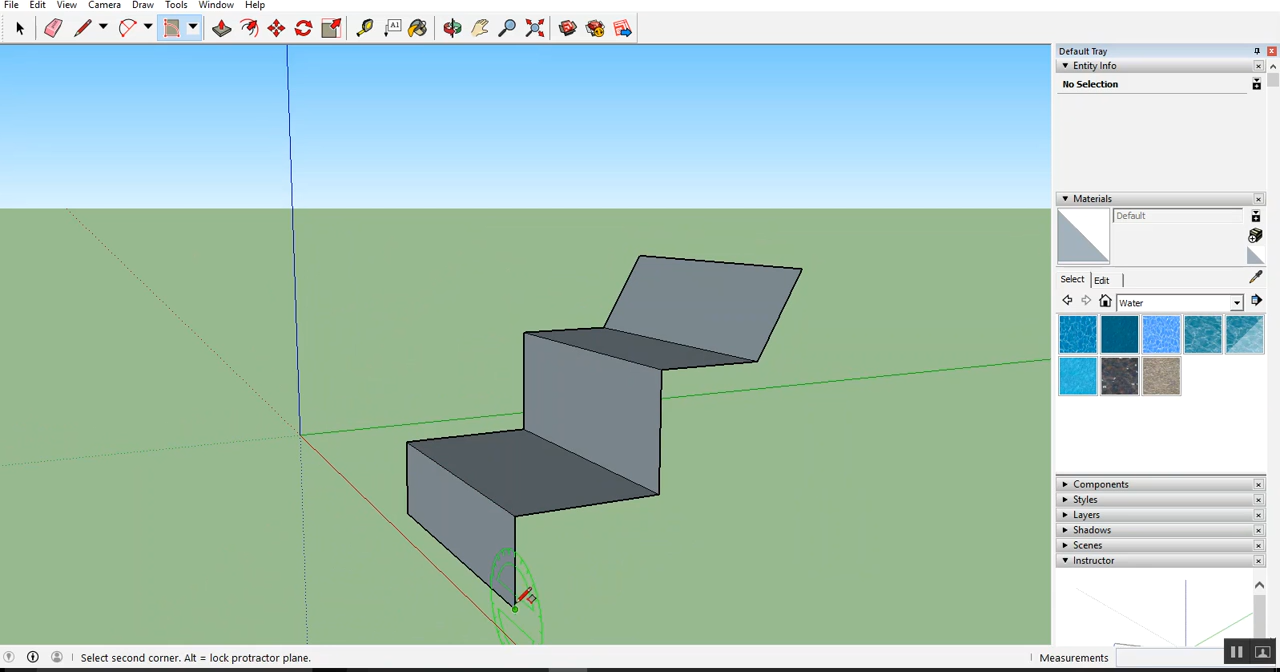 File Edit View Camera Draw Tools Window Help
A1
Default Tray
Entity Info
No Selection
Materials
Default
Select Edit
Water
Components
Styles
Layers
Shadows
Scenes
Instructor
Select second corner. Alt = lock protractor plane.
Measurements